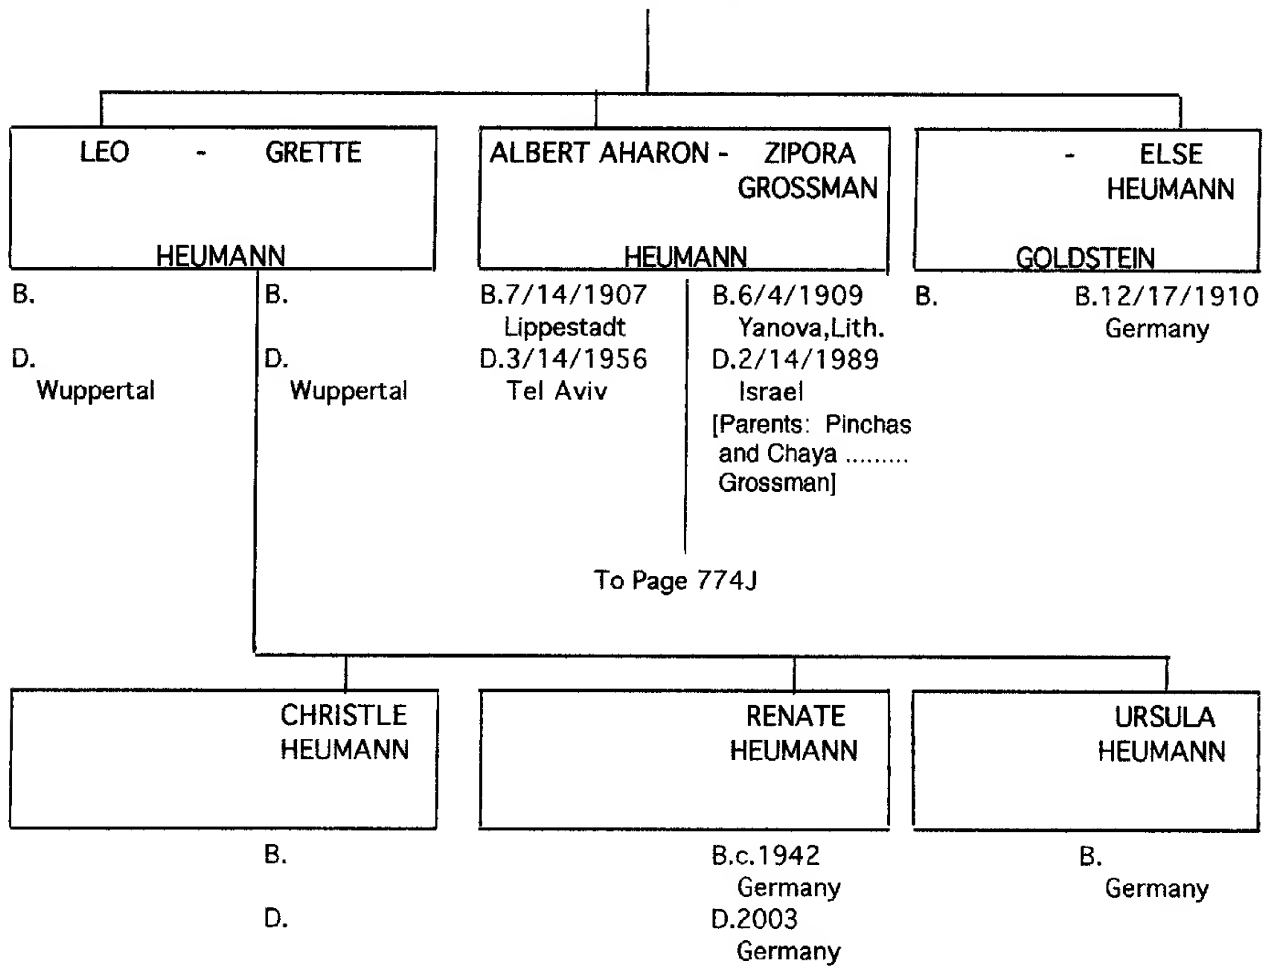 LEO - GRETTE
HEUMANN
B. B.
D. D.
Wuppertal Wuppertal
ALBERT AHARON - ZIPORA
GROSSMAN
HEUMANN
B.7/14/1907 B.6/4/1909
Lippestadt Yanova,Lith.
D.3/14/1956 D.2/14/1989
Tel Aviv Israel
[Parents: Pinchas
and Chaya .........
Grossman]
To Page 774J
- ELSE
HEUMANN
GOLDSTEIN
B. B.12/17/1910
Germany
CHRISTLE
HEUMANN
B.
D.
RENATE
HEUMANN
B.c.1942
Germany
D.2003
Germany
URSULA
HEUMANN
B.
Germany